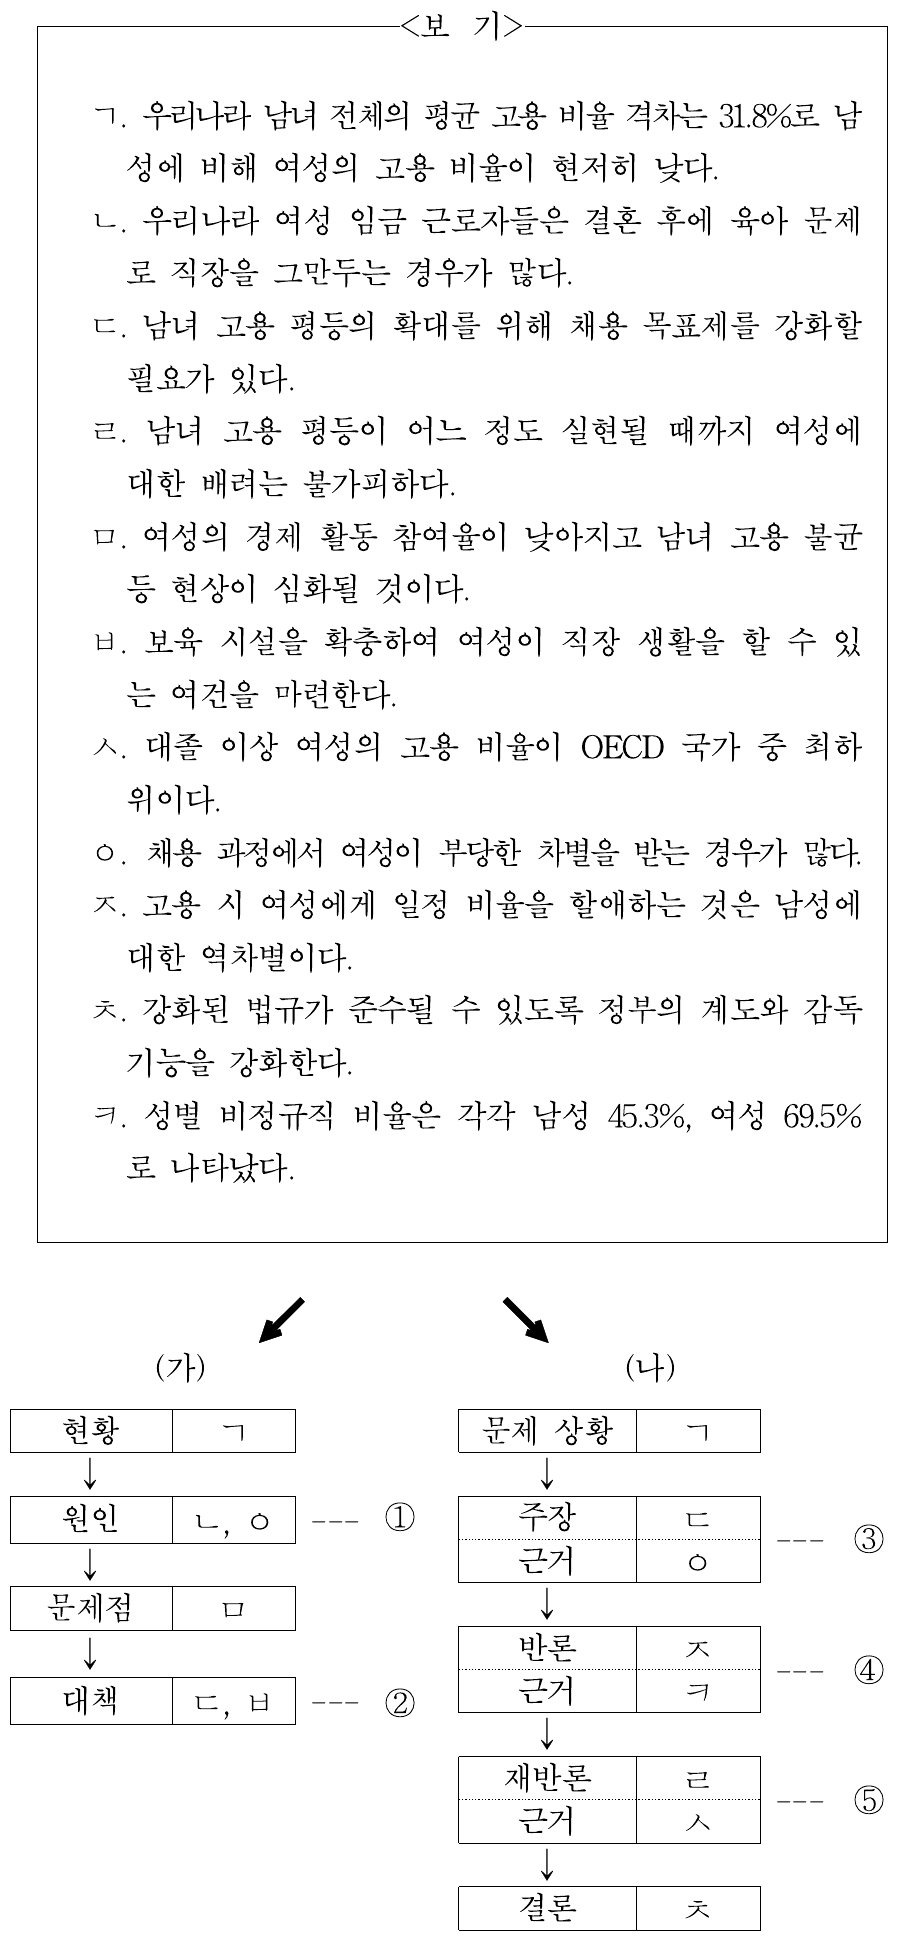 <보 기>
ㄱ. 우리나라 남녀 전체의 평균 고용 비율 격차는 31.8%로 남
성에 비해 여성의 고용 비율이 현저히 낮다.
ㄴ. 우리나라 여성 임금 근로자들은 결혼 후에 육아 문제
로 직장을 그만두는 경우가 많다.
ㄷ. 남녀 고용 평등의 확대를 위해 채용 목표제를 강화할
필요가 있다.
ㄹ. 남녀 고용 평등이 어느 정도 실현될 때까지 여성에
대한 배려는 불가피하다.
ㅁ. 여성의 경제 활동 참여율이 낮아지고 남녀 고용 불균
등 현상이 심화될 것이다.
ㅂ. 보육 시설을 확충하여 여성이 직장 생활을 할 수 있
는 여건을 마련한다.
ㅅ. 대졸 이상 여성의 고용 비율이 OECD 국가 중 최하
위이다.
ㅇ. 채용 과정에서 여성이 부당한 차별을 받는 경우가 많다.
ㅈ. 고용 시 여성에게 일정 비율을 할애하는 것은 남성에
대한 역차별이다.
ㅊ. 강화된 법규가 준수될 수 있도록 정부의 계도와 감독
기능을 강화한다.
ㅋ. 성별 비정규직 비율은 각각 남성 45.3%, 여성 69.5%
로 나타났다.
(가)
현황 ㄱ
↓
원인 ㄴ, ㅇ --- ①
↓
문제점 ㅁ
↓
대책 ㄷ, ㅂ --- ②
(나)
문제 상황 ㄱ
↓
주장 ㄷ
근거 ㅇ --- ③
↓
반론 ㅈ
근거 ㅋ --- ④
↓
재반론 ㄹ
근거 ㅅ --- ⑤
↓
결론 ㅊ